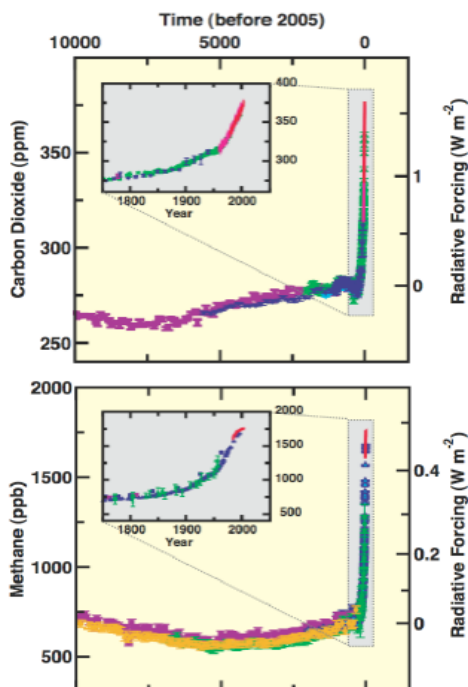 Time (before 2005)
10000 5000 0
Carbon Dioxide (ppm)
350
300
250
400
350
300
1800 1900 2000
Year
Radiative Forcing (W m-2)
1
0
Methane (ppb)
2000
1500
1000
500
2000
1500
1000
500
1800 1900 2000
Year
Radiative Forcing (W m-2)
0.4
0.2
0